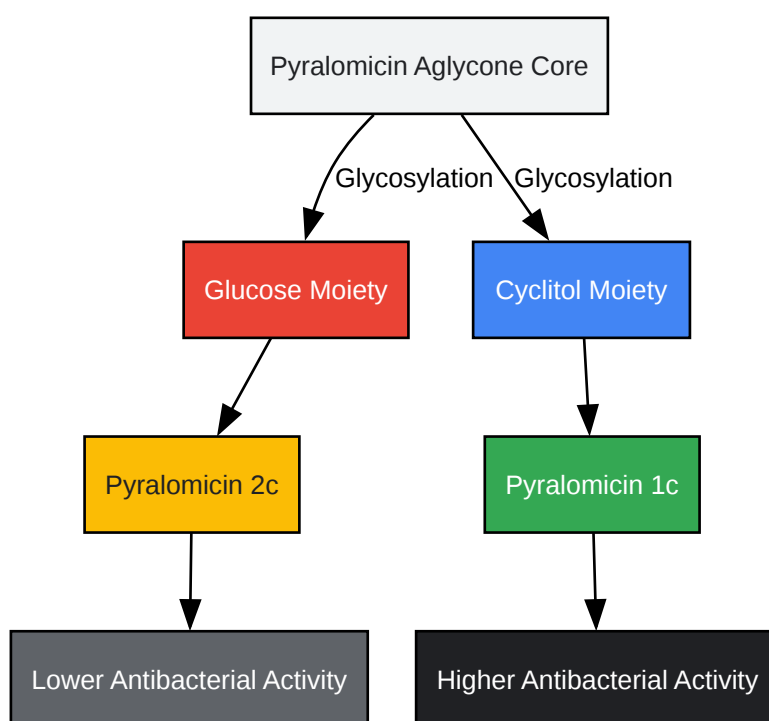 Pyralomicin Aglycone Core
Glycosylation
Glycosylation
Glucose Moiety
Cyclitol Moiety
Pyralomicin 2c
Pyralomicin 1c
Lower Antibacterial Activity
Higher Antibacterial Activity